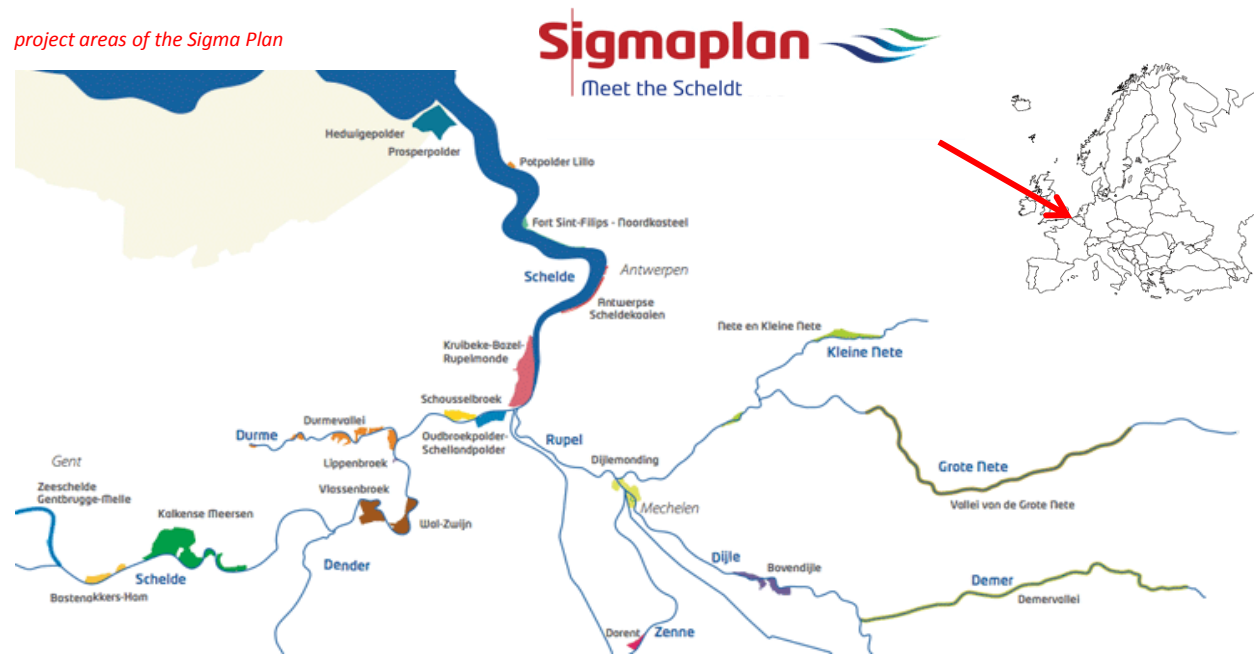 project areas of the Sigma Plan
Sigmaplan
Meet the Scheldt
Hedwigepolder
Prosperpolder
Potpolder Lillo
Fort Sint-Filips - Noordkasteel
Schelde
Antwerpen
Antwerpse
Scheldekaaien
Nete en Kleine Nete
Kleine Nete
Kruibeke-Bazel-
Rupelmonde
Schousselbroek
Durmevallei
Durme
Oudbroekpolder-
Schellandpolder
Rupel
Lippenbroek
Dijlemonding
Grote Nete
Gent
Zeeschelde
Gentbrugge-Melle
Vlassenbroek
Mechelen
Vallei van de Grote Nete
Kalkense Meersen
Wal-Zwijn
Dender
Dijle
Bovendijle
Schelde
Demer
Bastenakkers-Ham
Demervallei
Dorent
Zenne